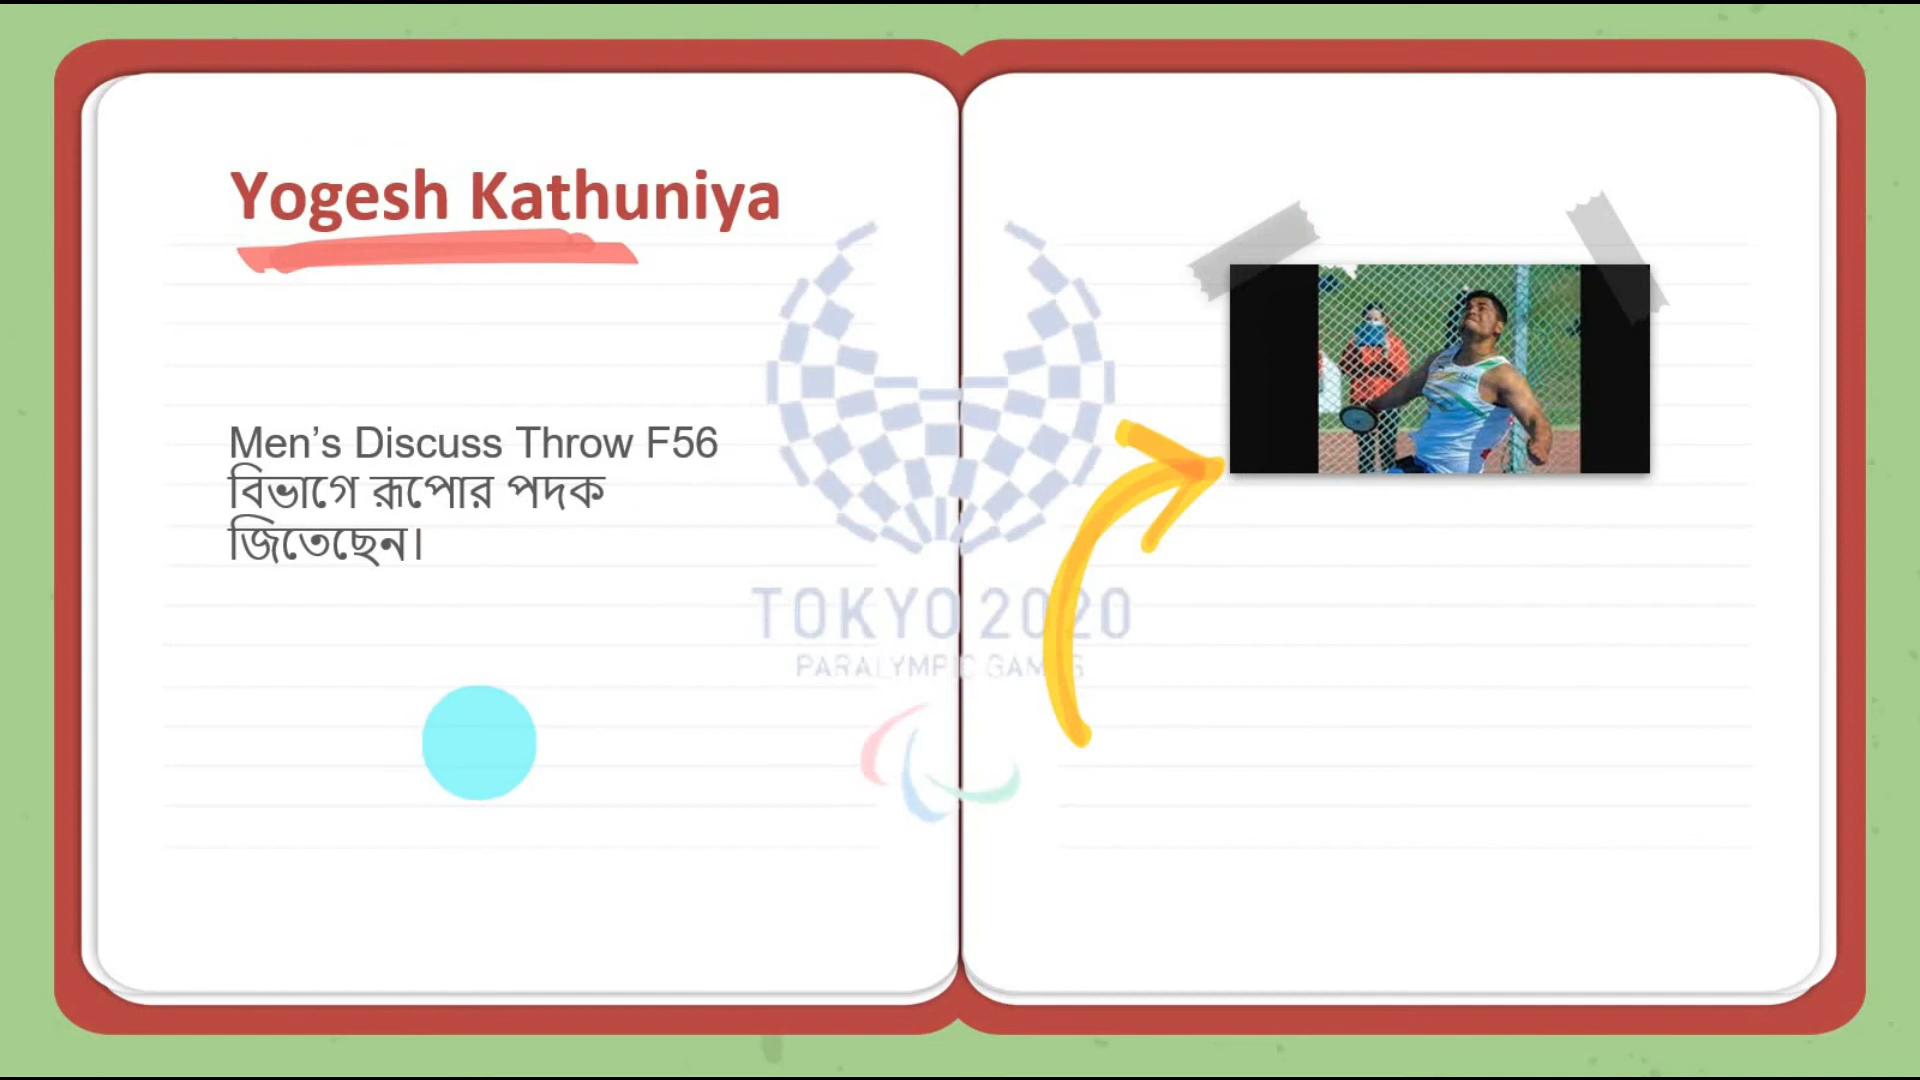 Yogesh Kathuniya
Men’s Discuss Throw F56
বিভাগে রূপোর পদক
জিতেছেন।
TOKYO 2020
PARALYMPIC GAMES